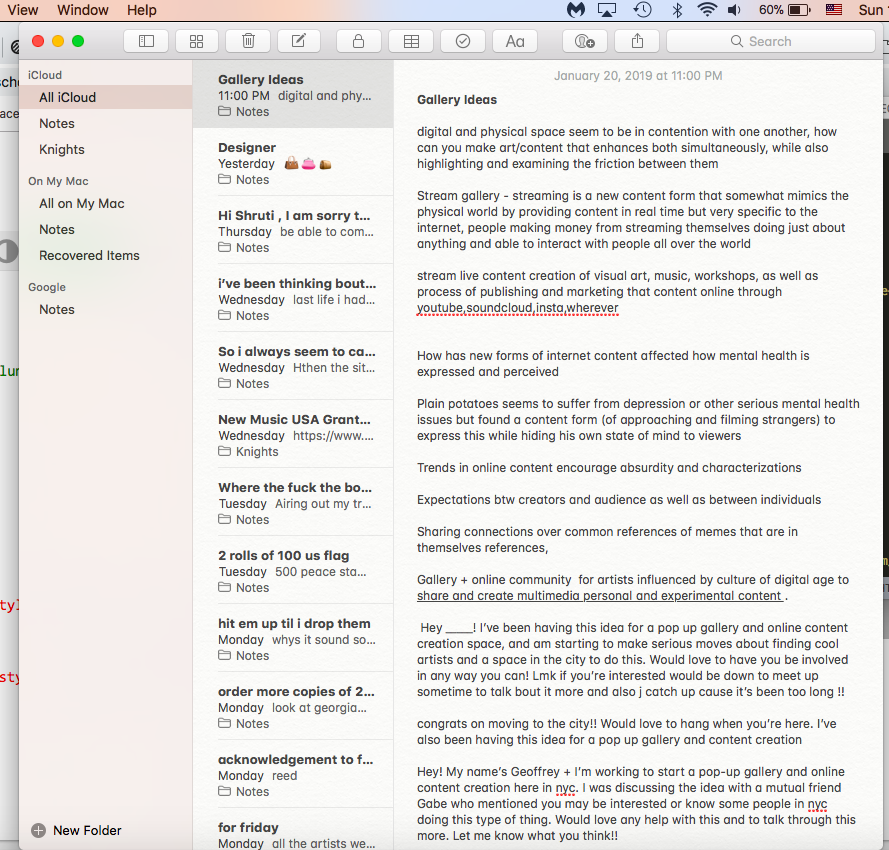 View Window Help 60% Sun
Search
iCloud
All iCloud
Notes
Knights
On My Mac
All on My Mac
Notes
Recovered Items
Google
Notes
New Folder
Gallery Ideas
11:00 PM digital and phy...
Notes
Designer
Yesterday 👜👛👝
Notes
Hi Shruti , I am sorry t...
Thursday be able to com...
Notes
i've been thinking bout...
Wednesday last life i had...
Notes
So i always seem to ca...
Wednesday Hthen the sit...
Notes
New Music USA Grant...
Wednesday https://www....
Knights
Where the fuck the bo...
Tuesday Airing out my tr...
Notes
2 rolls of 100 us flag
Tuesday 500 peace sta...
Notes
hit em up til i drop them
Monday whys it sound so...
Notes
order more copies of 2...
Monday look at georgia...
Notes
acknowledgement to f...
Monday reed
Notes
for friday
Monday all the artists we...
January 20, 2019 at 11:00 PM
Gallery Ideas
digital and physical space seem to be in contention with one another, how
can you make art/content that enhances both simultaneously, while also
highlighting and examining the friction between them
Stream gallery - streaming is a new content form that somewhat mimics the
physical world by providing content in real time but very specific to the
internet, people making money from streaming themselves doing just about
anything and able to interact with people all over the world
stream live content creation of visual art, music, workshops, as well as
process of publishing and marketing that content online through
youtube,soundcloud,insta,wherever
How has new forms of internet content affected how mental health is
expressed and perceived
Plain potatoes seems to suffer from depression or other serious mental health
issues but found a content form (of approaching and filming strangers) to
express this while hiding his own state of mind to viewers
Trends in online content encourage absurdity and characterizations
Expectations btw creators and audience as well as between individuals
Sharing connections over common references of memes that are in
themselves references,
Gallery + online community for artists influenced by culture of digital age to
share and create multimedia personal and experimental content .
Hey _____! I've been having this idea for a pop up gallery and online content
creation space, and am starting to make serious moves about finding cool
artists and a space in the city to do this. Would love to have you be involved
in any way you can! Lmk if you're interested would be down to meet up
sometime to talk bout it more and also j catch up cause it's been too long !!
congrats on moving to the city!! Would love to hang when you're here. I've
also been having this idea for a pop up gallery and content creation
Hey! My name's Geoffrey + I'm working to start a pop-up gallery and online
content creation here in nyc. I was discussing the idea with a mutual friend
Gabe who mentioned you may be interested or know some people in nyc
doing this type of thing. Would love any help with this and to talk through this
more. Let me know what you think!!